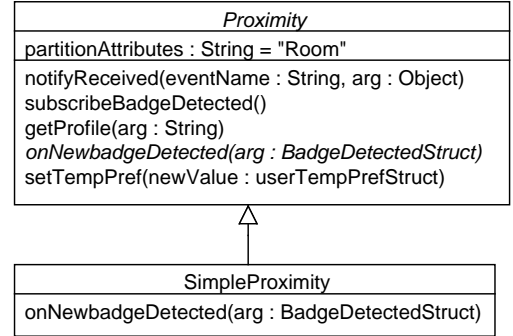 Proximity
partitionAttributes : String = "Room"
notifyReceived(eventName : String, arg : Object)
subscribeBadgeDetected()
getProfile(arg : String)
onNewbadgeDetected(arg : BadgeDetectedStruct)
setTempPref(newValue : userTempPrefStruct)
SimpleProximity
onNewbadgeDetected(arg : BadgeDetectedStruct)